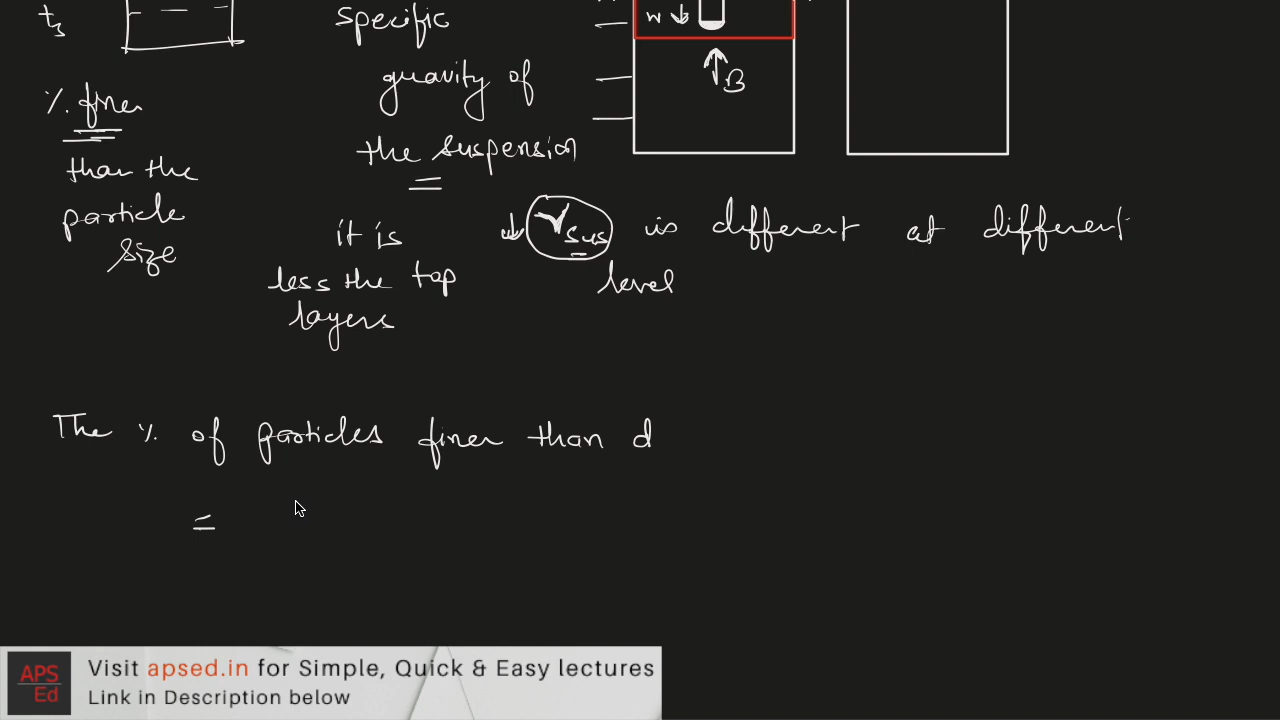 t3
% finer
than the
particle
size
specific
gravity of
the suspension
it is
less the top
layers
w ↓
↑ B
↓ γsus is different at different
level
The % of particles finer than d
=
APS
Ed
Visit apsed.in for Simple, Quick & Easy lectures
Link in Description below